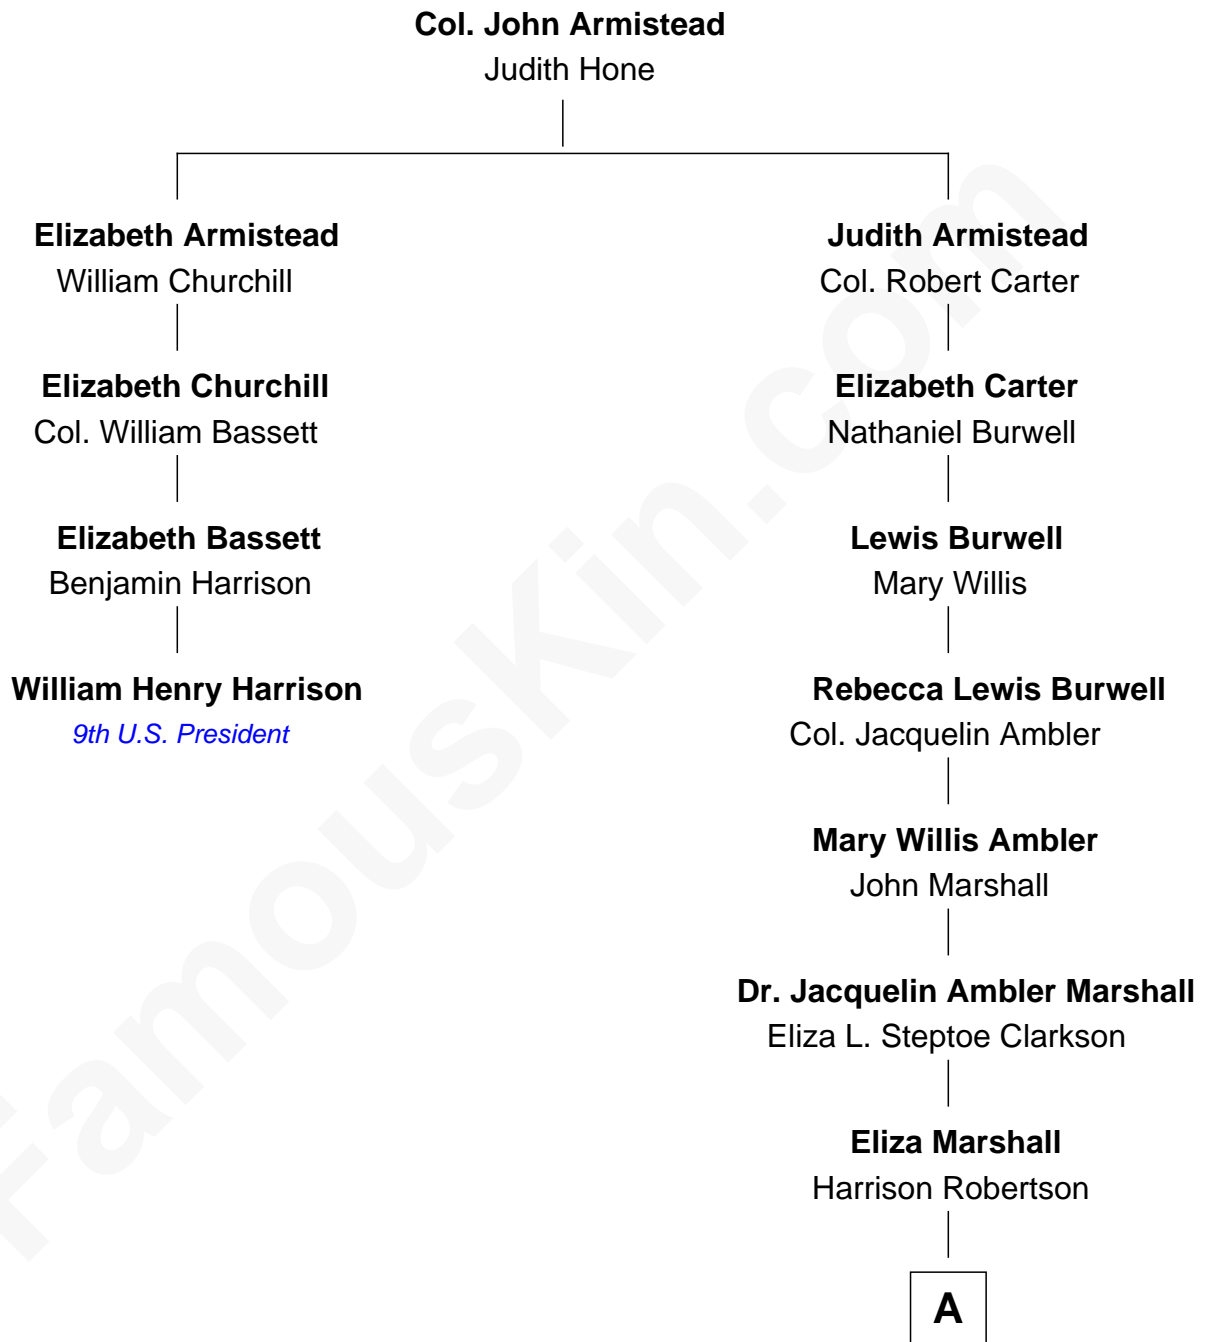 Col. John Armistead
Judith Hone
Elizabeth Armistead
William Churchill
Judith Armistead
Col. Robert Carter
Elizabeth Churchill
Col. William Bassett
Elizabeth Carter
Nathaniel Burwell
Elizabeth Bassett
Benjamin Harrison
Lewis Burwell
Mary Willis
William Henry Harrison
9th U.S. President
Rebecca Lewis Burwell
Col. Jacquelin Ambler
Mary Willis Ambler
John Marshall
Dr. Jacquelin Ambler Marshall
Eliza L. Steptoe Clarkson
Eliza Marshall
Harrison Robertson
A
FamousKin.com